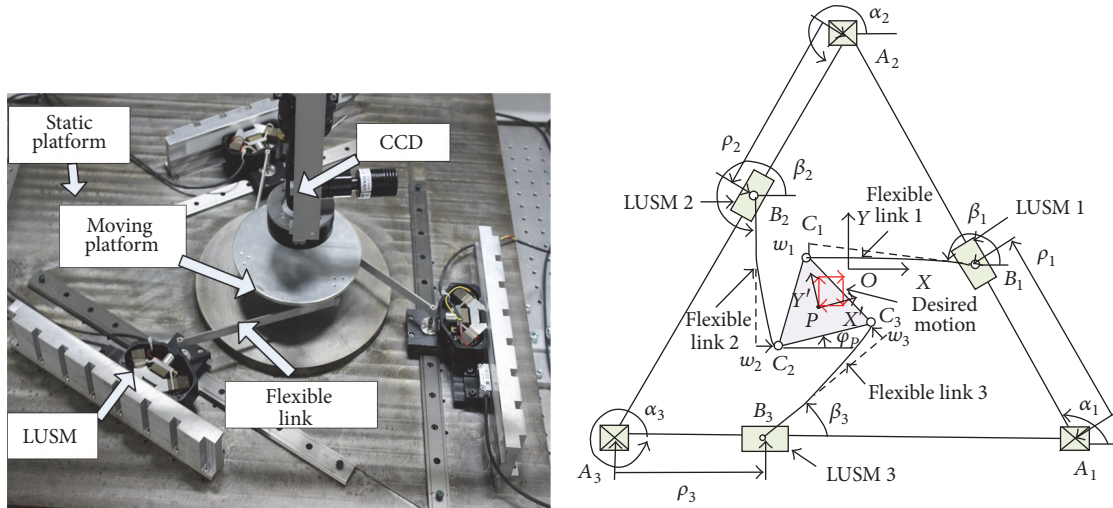 Static
platform
CCD
Moving
platform
LUSM
Flexible
link
α₂
A₂
ρ₂
β₂
LUSM 2
B₂
Flexible
link 1
β₁
LUSM 1
C₁
Y
w₁
ρ₁
B₁
O
X
Y′
Desired
motion
P
X′
C₃
Flexible
link 2
φ_P
w₃
w₂
C₂
Flexible link 3
α₃
B₃
β₃
α₁
A₃
LUSM 3
A₁
ρ₃